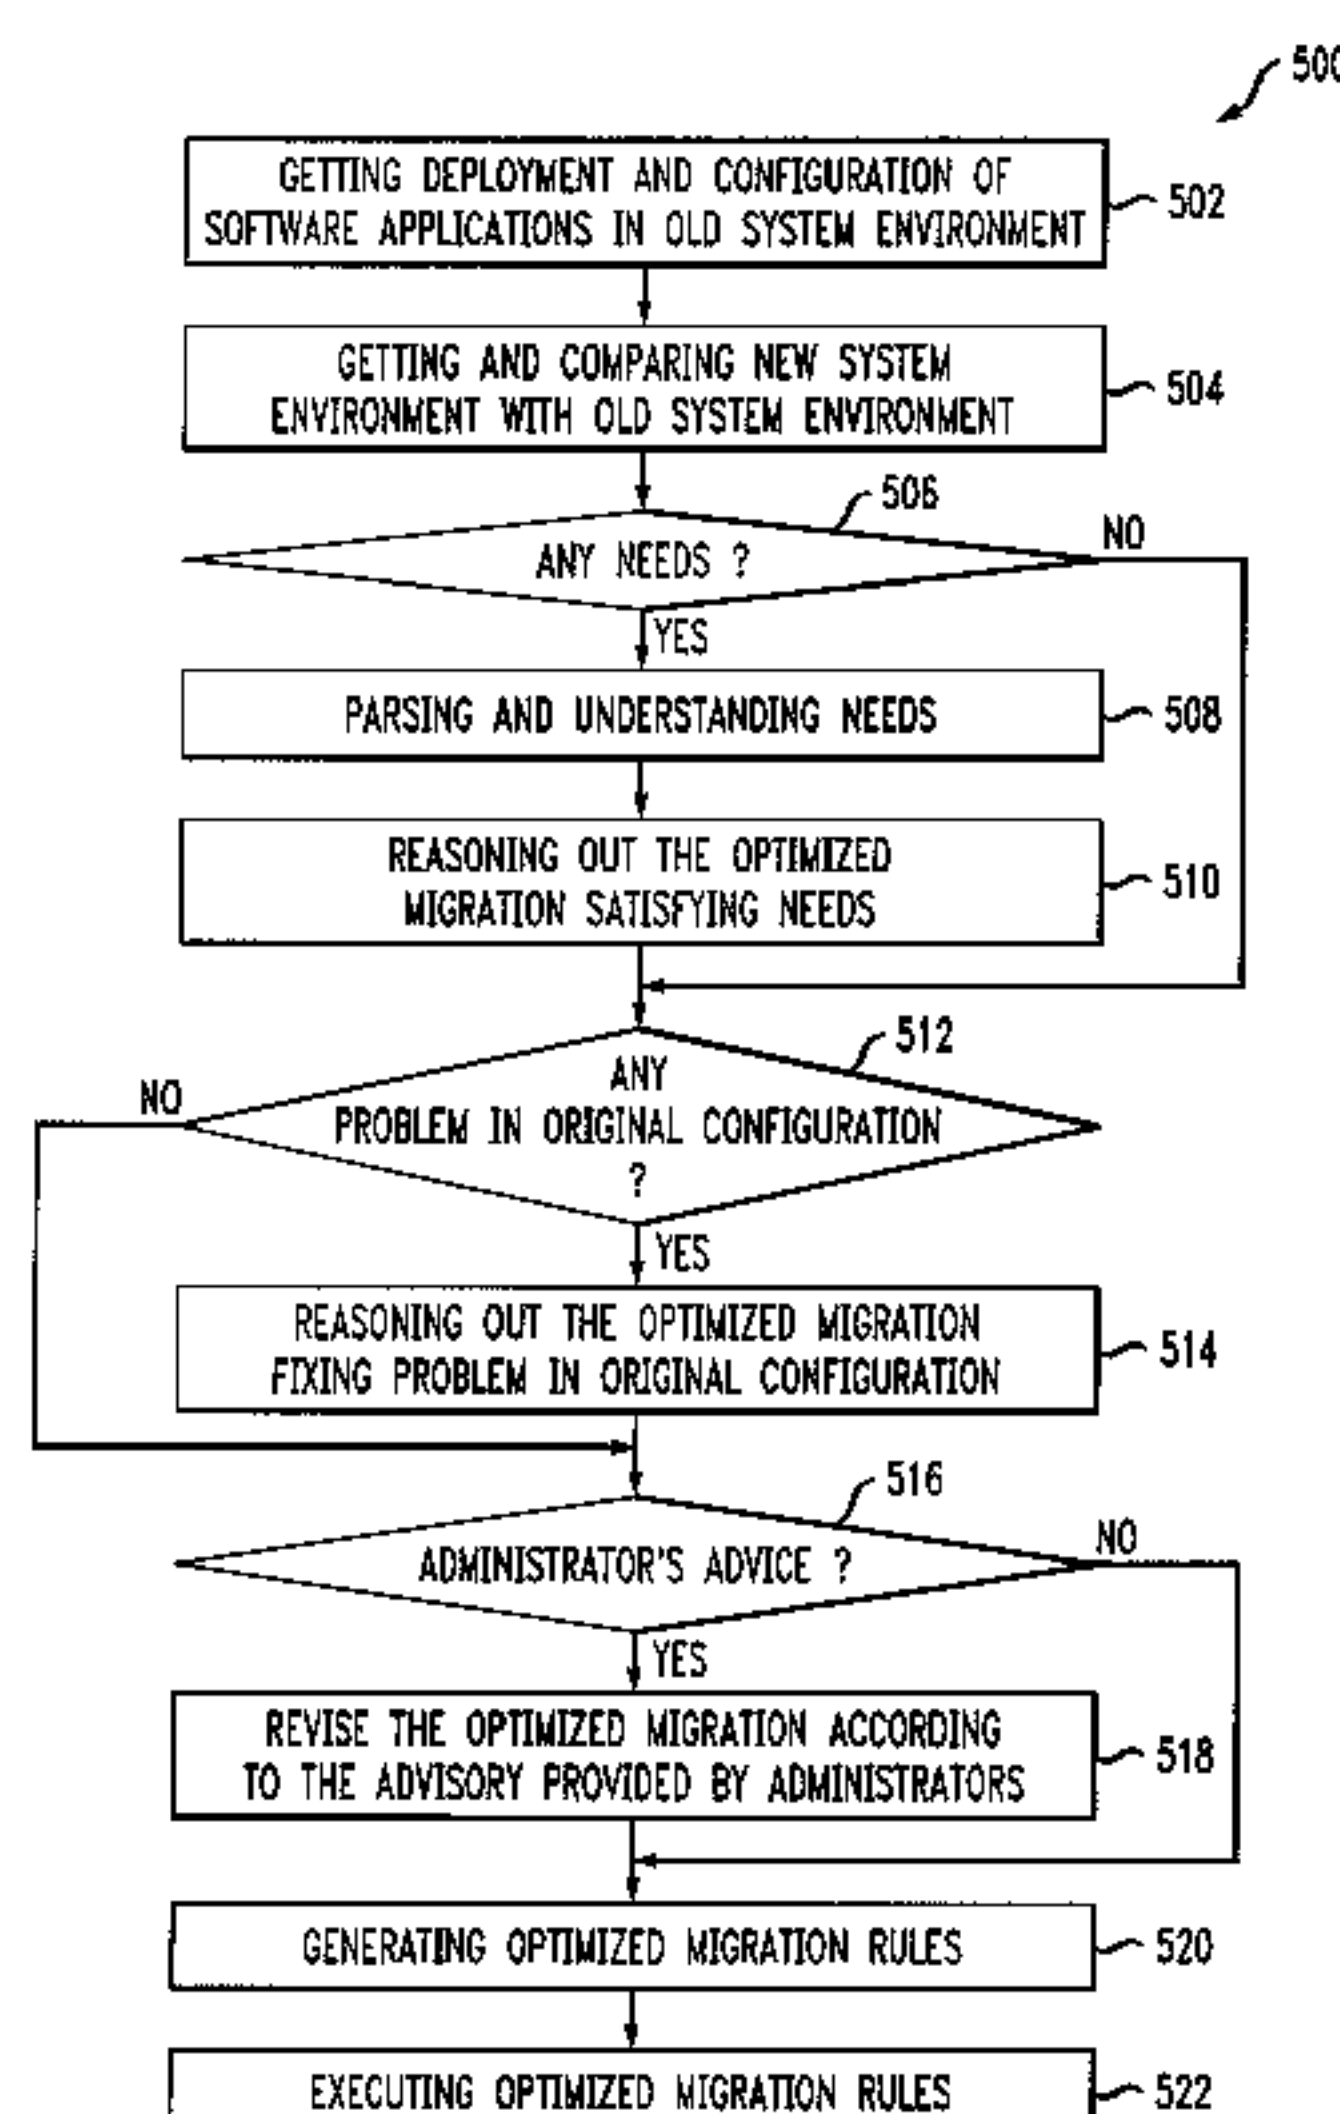 500
GETTING DEPLOYMENT AND CONFIGURATION OF
SOFTWARE APPLICATIONS IN OLD SYSTEM ENVIRONMENT
502
GETTING AND COMPARING NEW SYSTEM
ENVIRONMENT WITH OLD SYSTEM ENVIRONMENT
504
506
ANY NEEDS ?
NO
YES
PARSING AND UNDERSTANDING NEEDS
508
REASONING OUT THE OPTIMIZED
MIGRATION SATISFYING NEEDS
510
512
ANY
PROBLEM IN ORIGINAL CONFIGURATION
?
NO
YES
REASONING OUT THE OPTIMIZED MIGRATION
FIXING PROBLEM IN ORIGINAL CONFIGURATION
514
516
ADMINISTRATOR'S ADVICE ?
NO
YES
REVISE THE OPTIMIZED MIGRATION ACCORDING
TO THE ADVISORY PROVIDED BY ADMINISTRATORS
518
GENERATING OPTIMIZED MIGRATION RULES
520
EXECUTING OPTIMIZED MIGRATION RULES
522